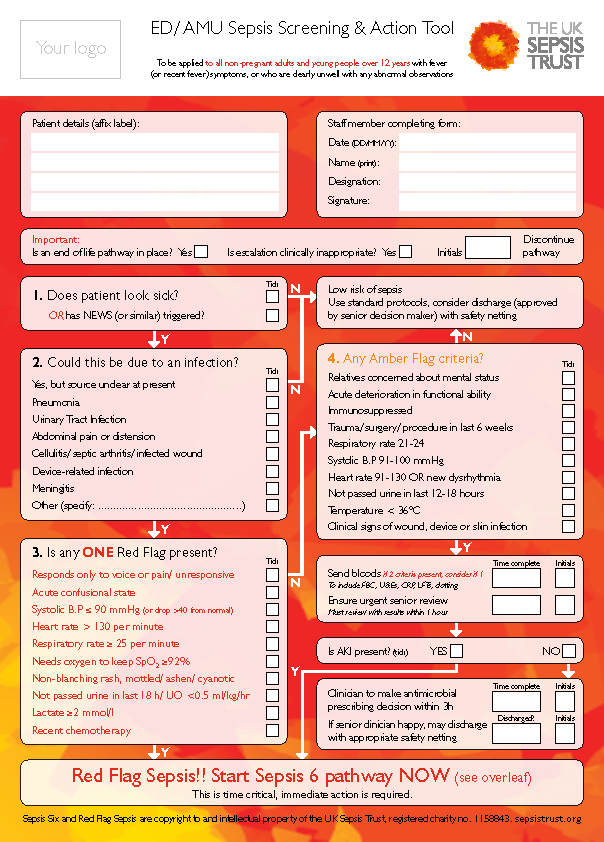 Your logo
ED/ AMU Sepsis Screening & Action Tool
To be applied to all non-pregnant adults and young people over 12 years with fever
(or recent fever) symptoms, or who are clearly unwell with any abnormal observations
THE UK
SEPSIS
TRUST
Patient details (affix label):
Staff member completing form:
Date (DD/MM/YY):
Name (print):
Designation:
Signature:
Important:
Is an end of life pathway in place? Yes
Is escalation clinically inappropriate? Yes
Initials
Discontinue
pathway
1. Does patient look sick?
Tick
OR has NEWS (or similar) triggered?
N
Y
Low risk of sepsis
Use standard protocols, consider discharge (approved
by senior decision maker) with safety netting
2. Could this be due to an infection?
Tick
Yes, but source unclear at present
Pneumonia
Urinary Tract Infection
Abdominal pain or distension
Cellulitis/ septic arthritis/ infected wound
Device-related infection
Meningitis
Other (specify: ................................................)
N
Y
N
4. Any Amber Flag criteria?
Tick
Relatives concerned about mental status
Acute deterioration in functional ability
Immunosuppressed
Trauma/ surgery/ procedure in last 6 weeks
Respiratory rate 21-24
Systolic B.P 91-100 mmHg
Heart rate 91-130 OR new dysrhythmia
Not passed urine in last 12-18 hours
Temperature < 36°C
Clinical signs of wound, device or skin infection
Y
3. Is any ONE Red Flag present?
Tick
Responds only to voice or pain/ unresponsive
Acute confusional state
Systolic B.P ≤ 90 mmHg (or drop >40 from normal)
Heart rate > 130 per minute
Respiratory rate ≥ 25 per minute
Needs oxygen to keep SpO2 ≥92%
Non-blanching rash, mottled/ ashen/ cyanotic
Not passed urine in last 18 h/ UO <0.5 ml/kg/hr
Lactate ≥2 mmol/l
Recent chemotherapy
N
Y
Time complete
Initials
Send bloods if 2 criteria present, consider if 1
To include FBC, U&Es, CRP, LFTs, clotting
Ensure urgent senior review
Must review with results within 1 hour
Is AKI present? (tick)
YES
NO
Y
Time complete
Initials
Clinician to make antimicrobial
prescribing decision within 3h
Discharged?
Initials
If senior clinician happy, may discharge
with appropriate safety netting
Red Flag Sepsis!! Start Sepsis 6 pathway NOW (see overleaf)
This is time critical, immediate action is required.
Sepsis Six and Red Flag Sepsis are copyright to and intellectual property of the UK Sepsis Trust, registered charity no. 1158843. sepsistrust.org